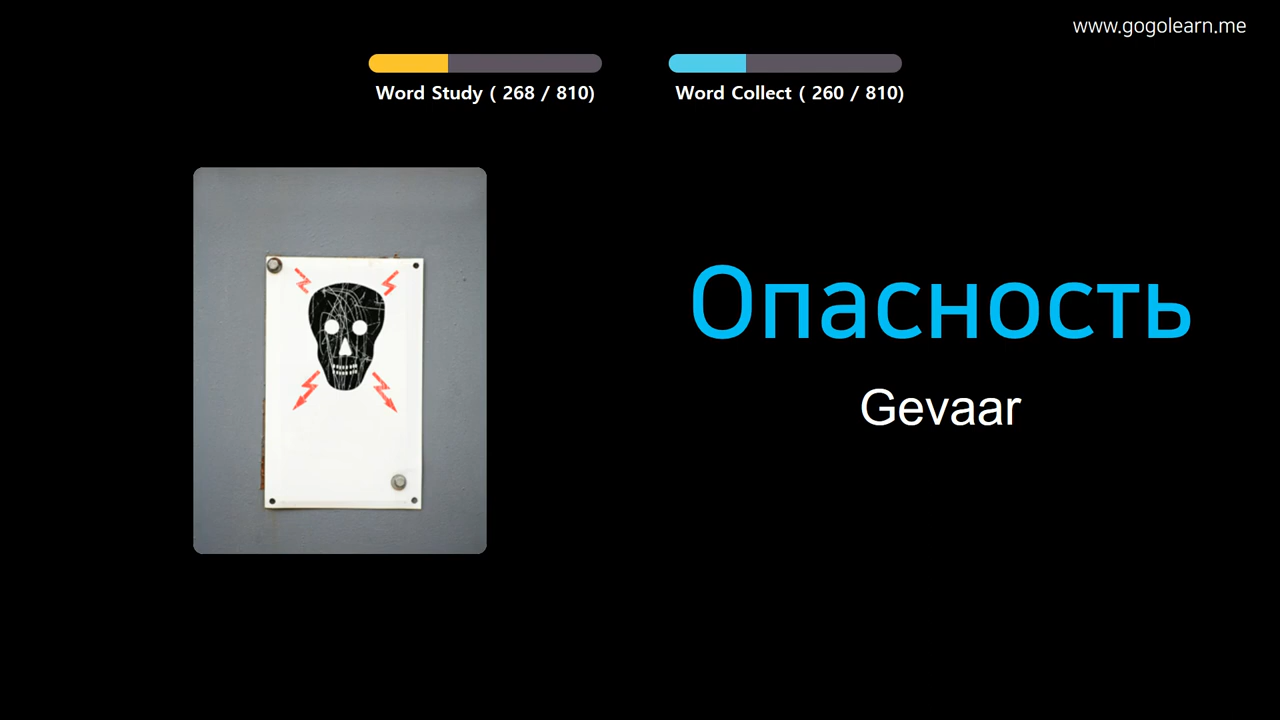 www.gogolearn.me
Word Study ( 268 / 810)
Word Collect ( 260 / 810)
Опасность
Gevaar